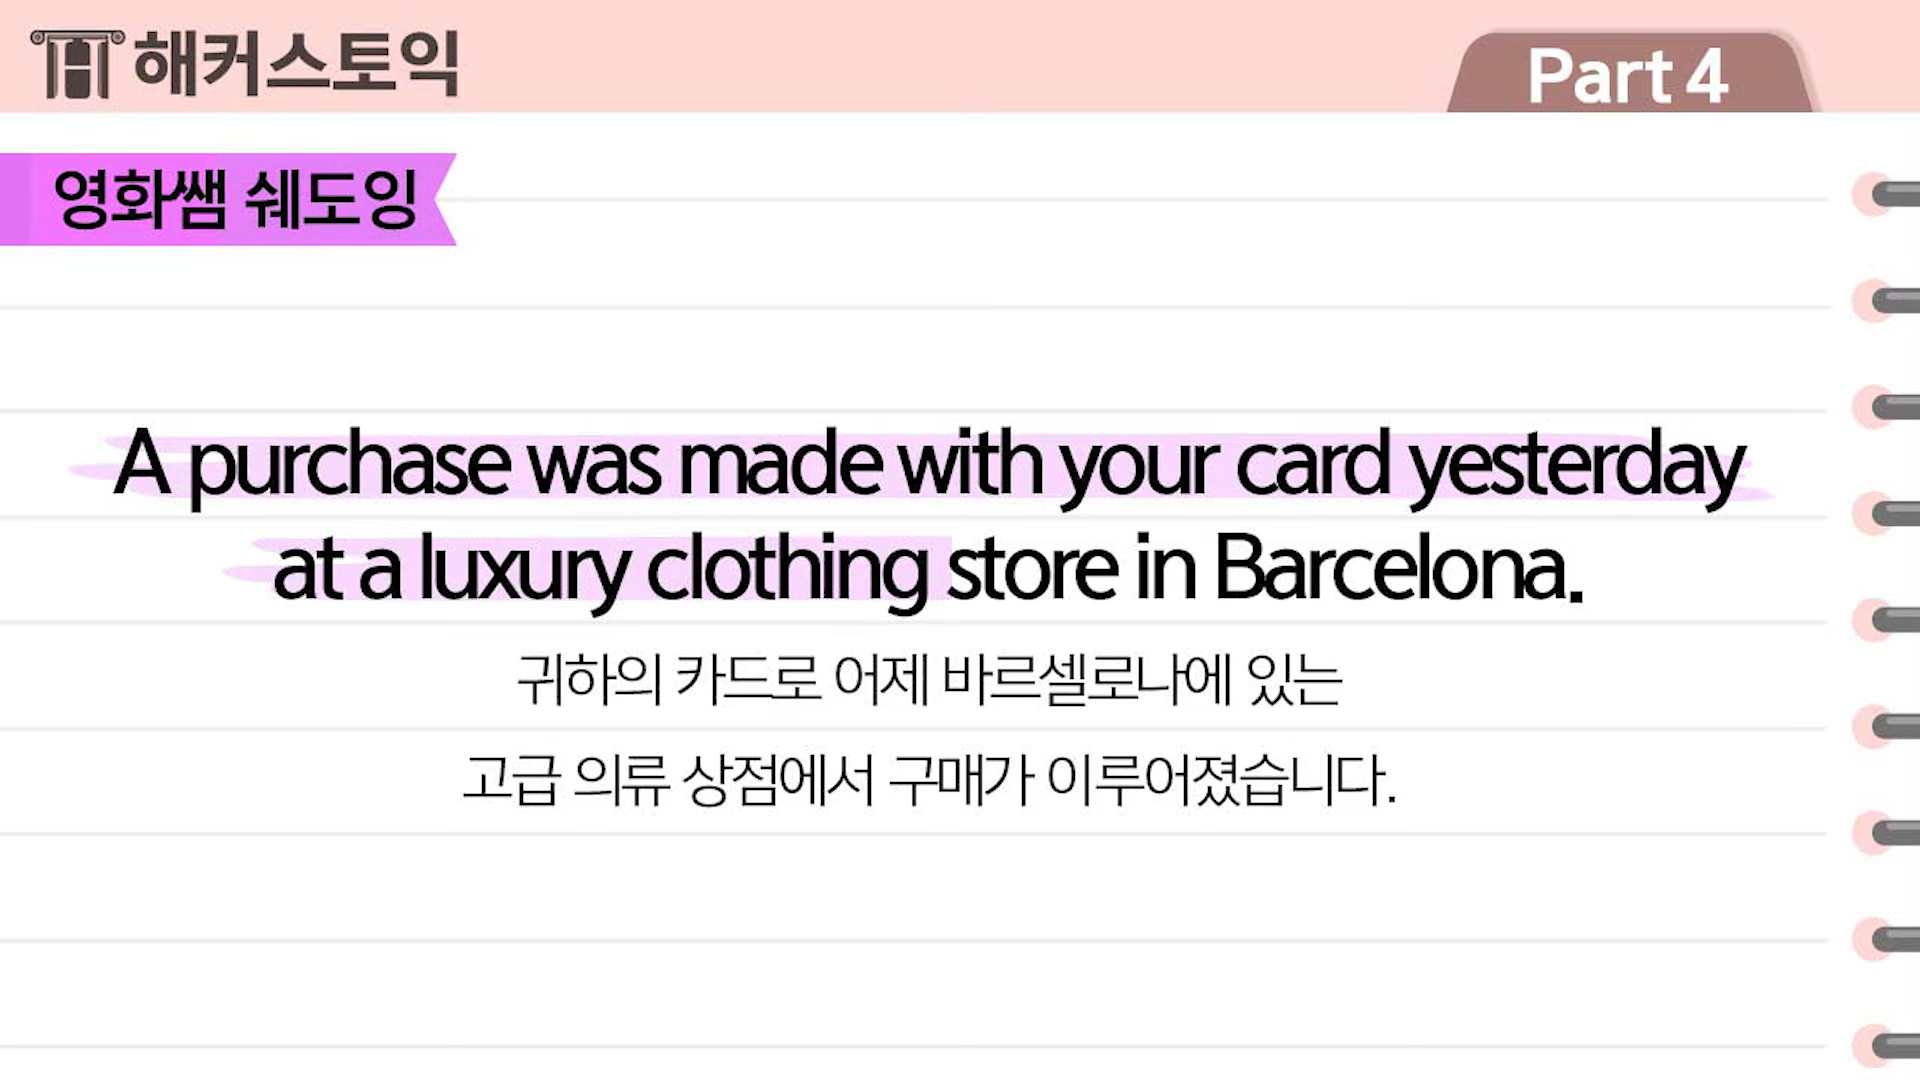 해커스토익
Part 4
영화쌤 쉐도잉
A purchase was made with your card yesterday
at a luxury clothing store in Barcelona.
귀하의 카드로 어제 바르셀로나에 있는
고급 의류 상점에서 구매가 이루어졌습니다.